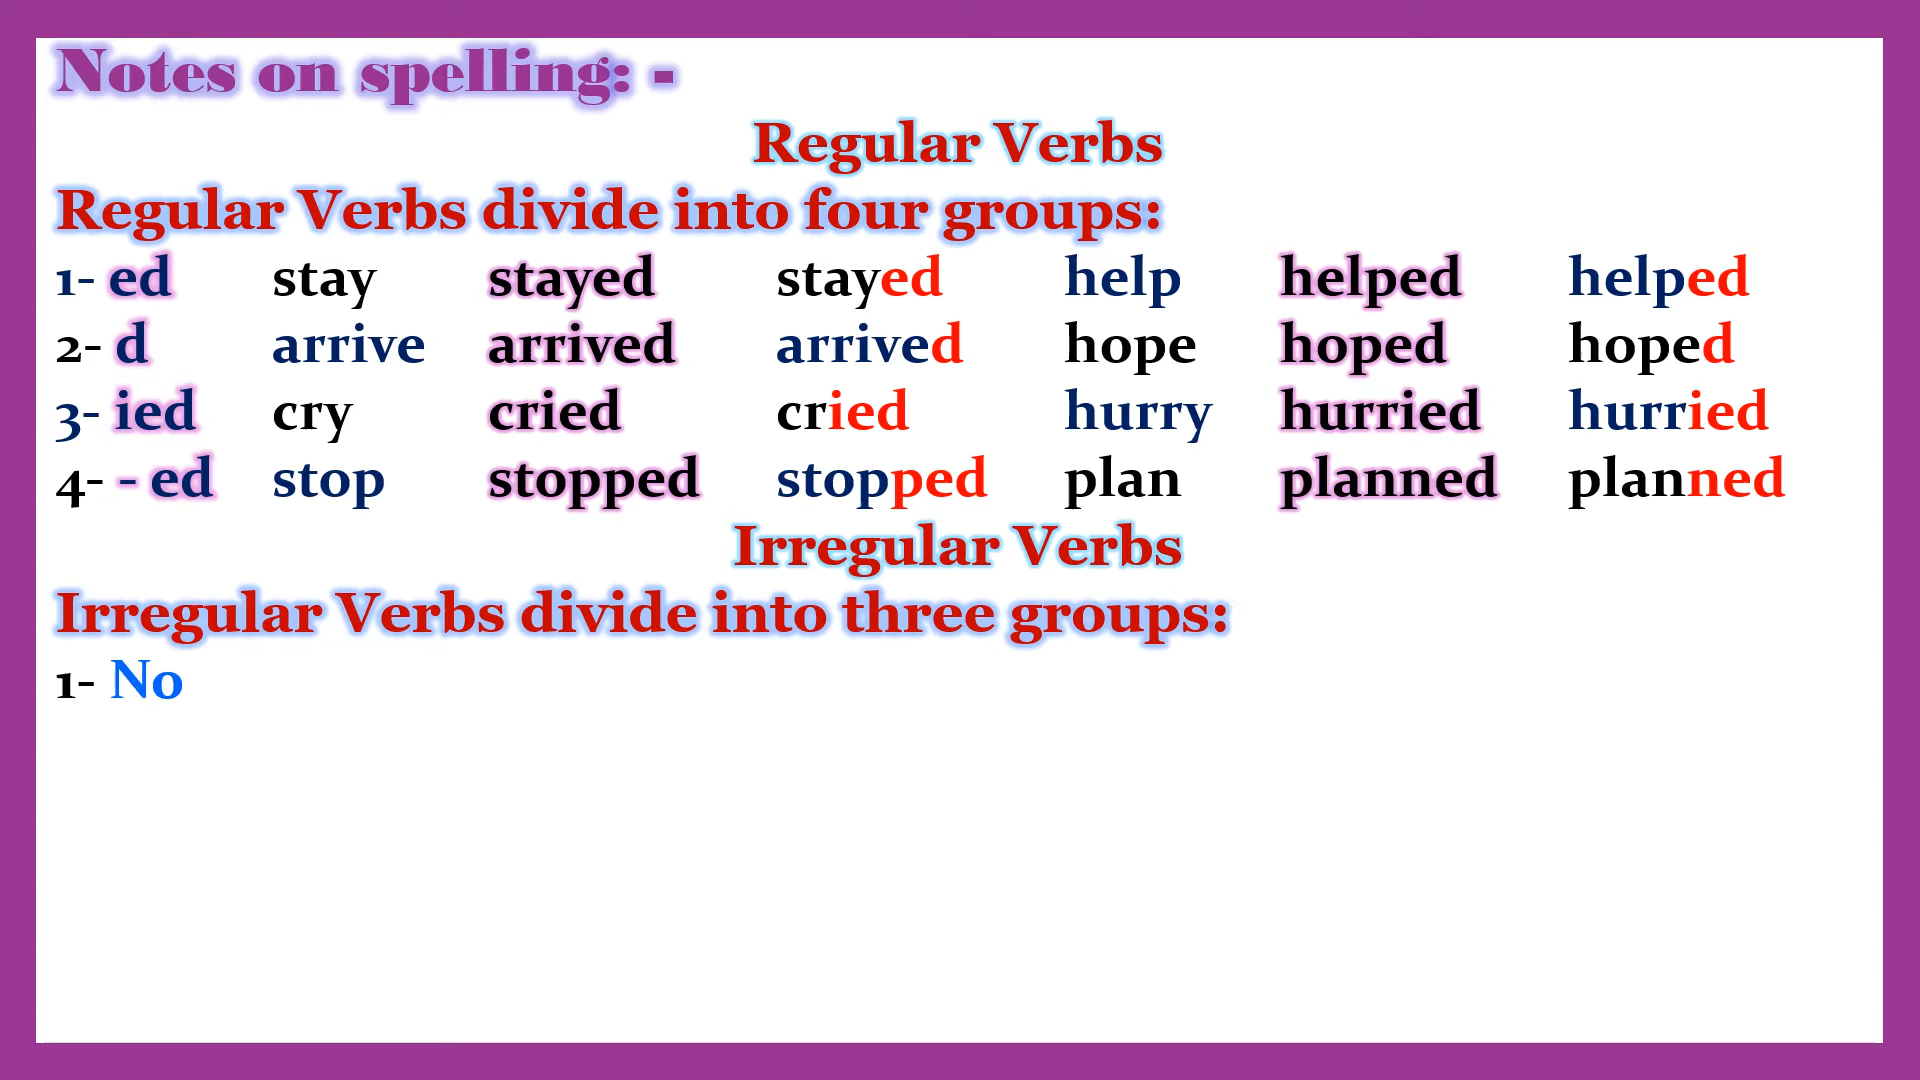 Notes on spelling: -
Regular Verbs
Regular Verbs divide into four groups:
1- ed stay stayed stayed help helped helped
2- d arrive arrived arrived hope hoped hoped
3- ied cry cried cried hurry hurried hurried
4- - ed stop stopped stopped plan planned planned
Irregular Verbs
Irregular Verbs divide into three groups:
1- No